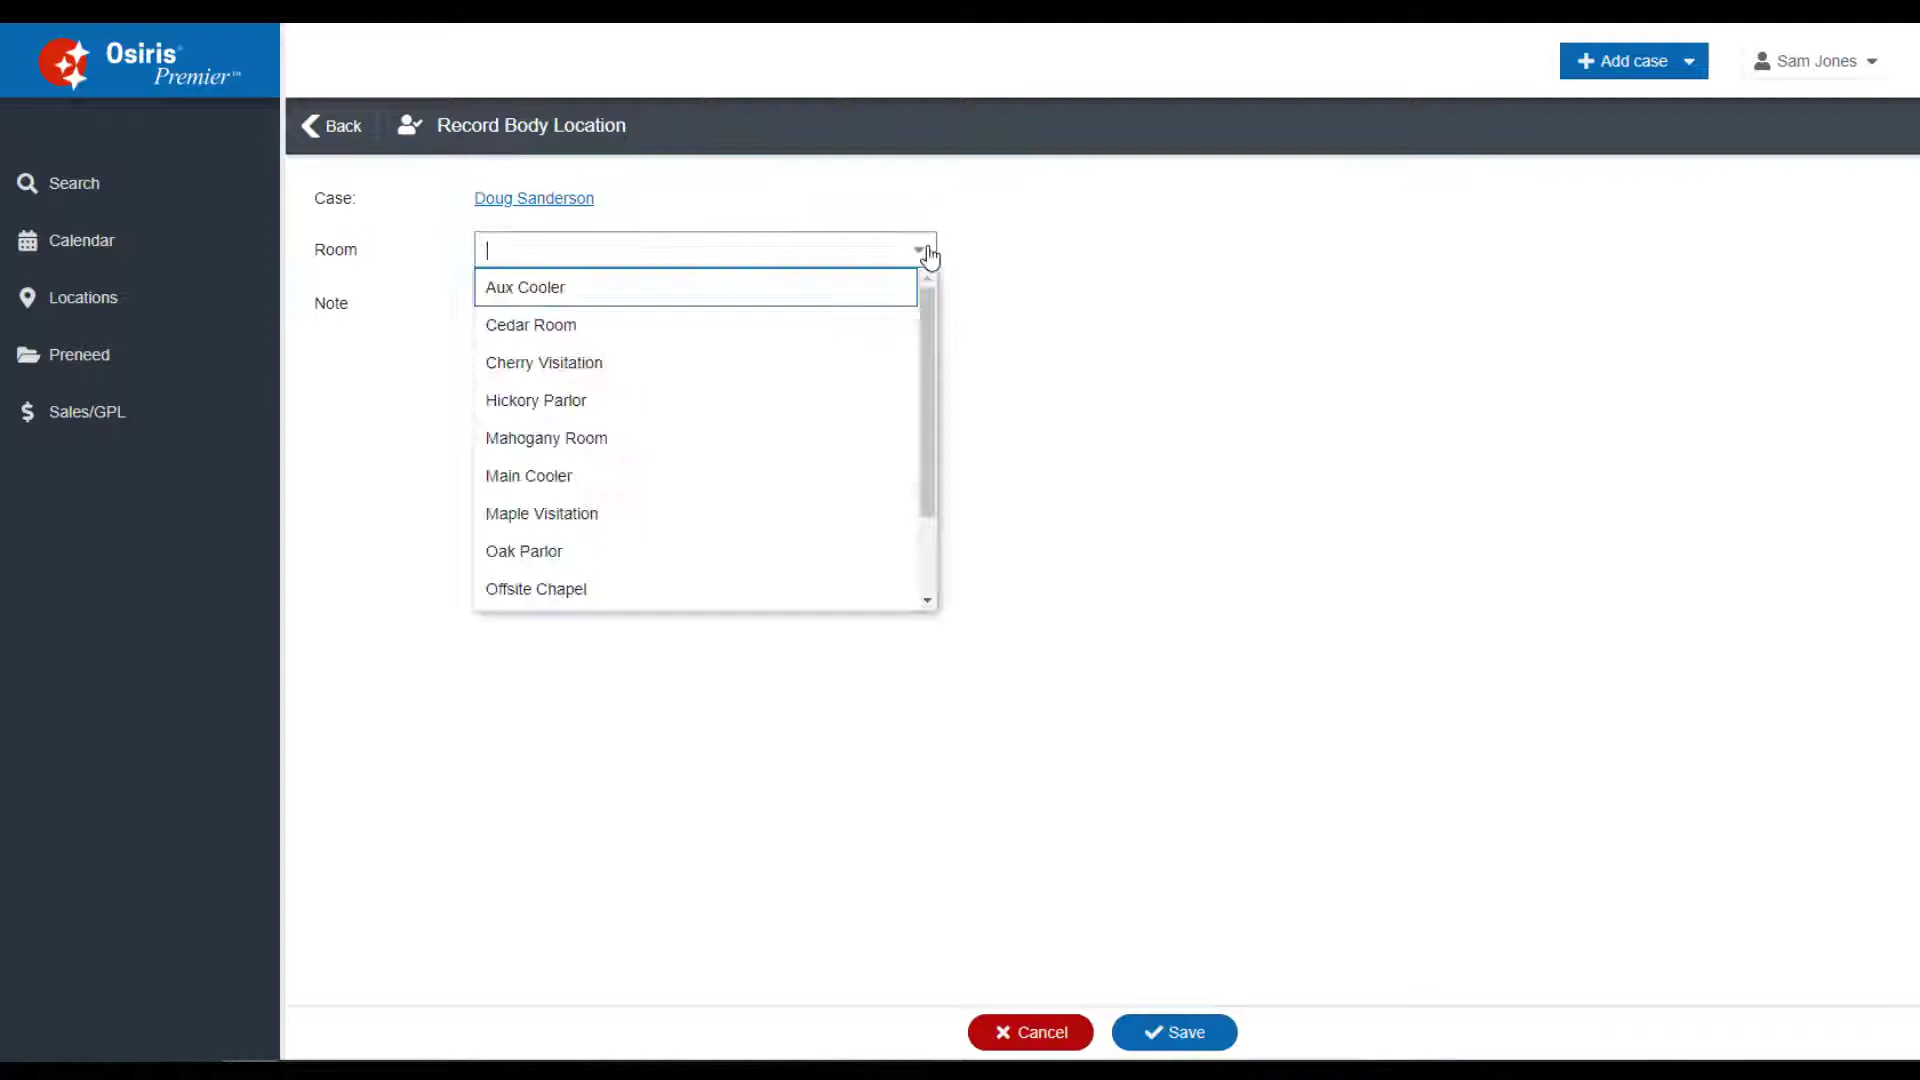 Osiris®
Premier™
+ Add case
Sam Jones
Back
Record Body Location
Search
Calendar
Locations
Preneed
Sales/GPL
Case:
Doug Sanderson
Room
Note
Aux Cooler
Cedar Room
Cherry Visitation
Hickory Parlor
Mahogany Room
Main Cooler
Maple Visitation
Oak Parlor
Offsite Chapel
Cancel
Save